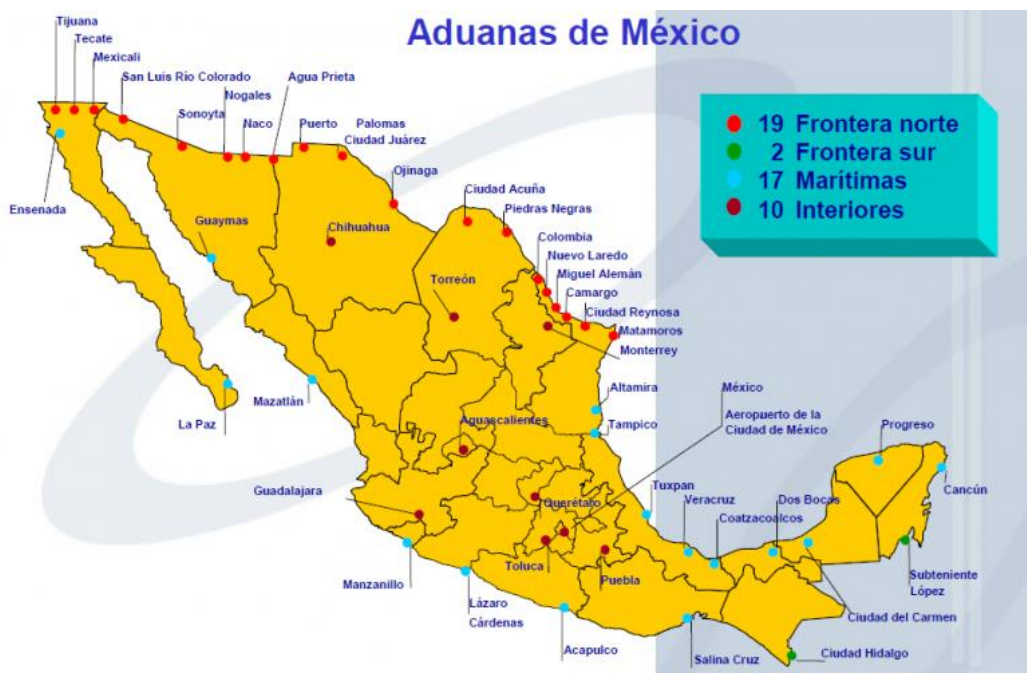 Aduanas de México
Tijuana
Tecate
Mexicali
San Luis Río Colorado
Agua Prieta
Nogales
Sonoyta
Naco
Puerto
Palomas
Ciudad Juárez
Ojinaga
19 Frontera norte
2 Frontera sur
17 Marítimas
10 Interiores
Ciudad Acuña
Piedras Negras
Ensenada
Guaymas
Chihuahua
Colombia
Nuevo Laredo
Miguel Alemán
Torreón
Camargo
Ciudad Reynosa
Matamoros
Monterrey
La Paz
Mazatlán
Altamira
México
Aeropuerto de la
Ciudad de México
Aguascalientes
Tampico
Progreso
Guadalajara
Querétaro
Tuxpan
Veracruz
Dos Bocas
Cancún
Coatzacoalcos
Manzanillo
Toluca
Puebla
Subteniente
López
Lázaro
Cárdenas
Ciudad del Carmen
Acapulco
Salina Cruz
Ciudad Hidalgo